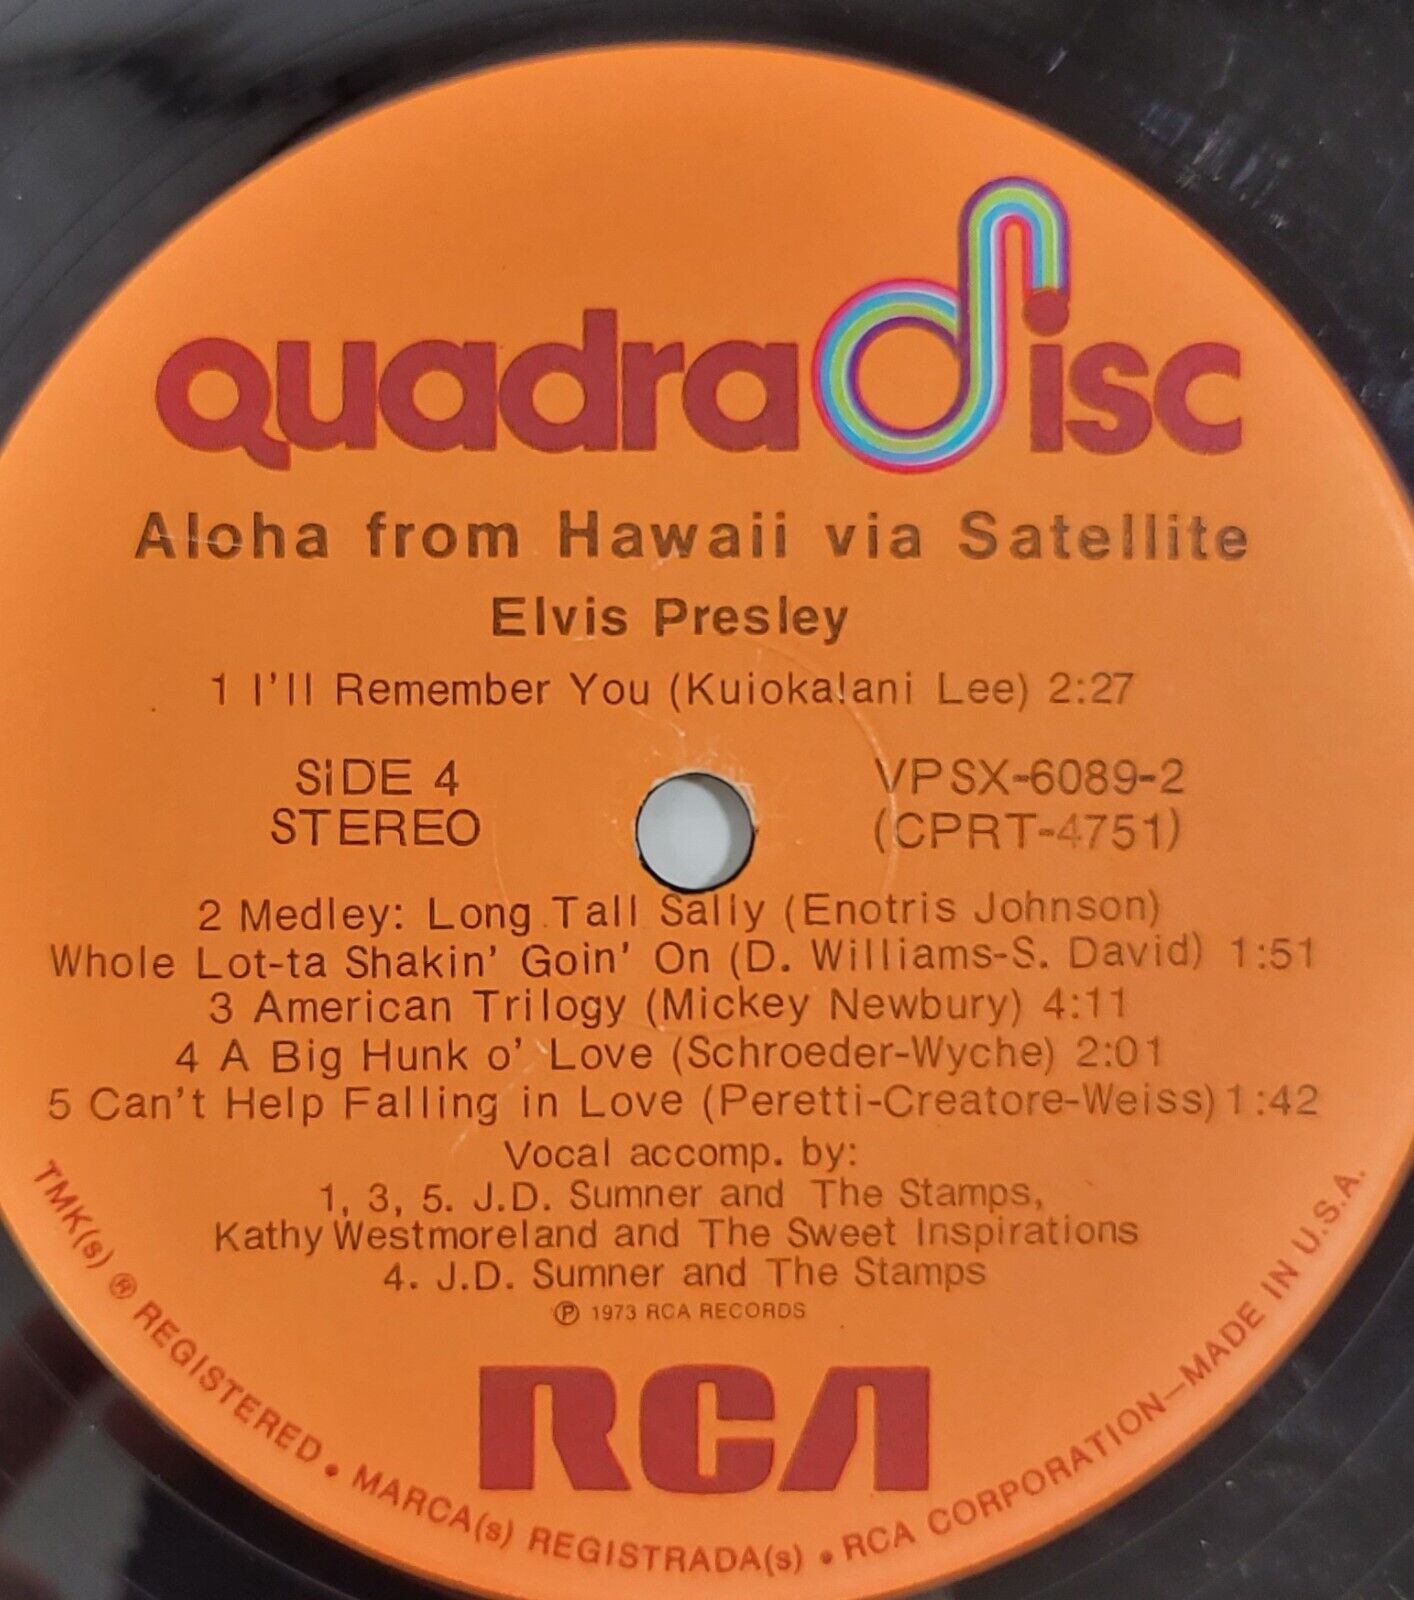 quadradisc
Aloha from Hawaii via Satellite
Elvis Presley
1 I'll Remember You (Kuiokalani Lee) 2:27
SIDE 4
STEREO
VPSX-6089-2
(CPRT-4751)
2 Medley: Long Tall Sally (Enotris Johnson)
Whole Lot-ta Shakin' Goin' On (D. Williams-S. David) 1:51
3 American Trilogy (Mickey Newbury) 4:11
4 A Big Hunk o' Love (Schroeder-Wyche) 2:01
5 Can't Help Falling in Love (Peretti-Creatore-Weiss) 1:42
Vocal accomp. by:
1, 3, 5. J.D. Sumner and The Stamps,
Kathy Westmoreland and The Sweet Inspirations
4. J.D. Sumner and The Stamps
℗ 1973 RCA RECORDS
RCA
TMK(s) ® REGISTERED • MARCA(s) REGISTRADA(s) • RCA CORPORATION—MADE IN U.S.A.